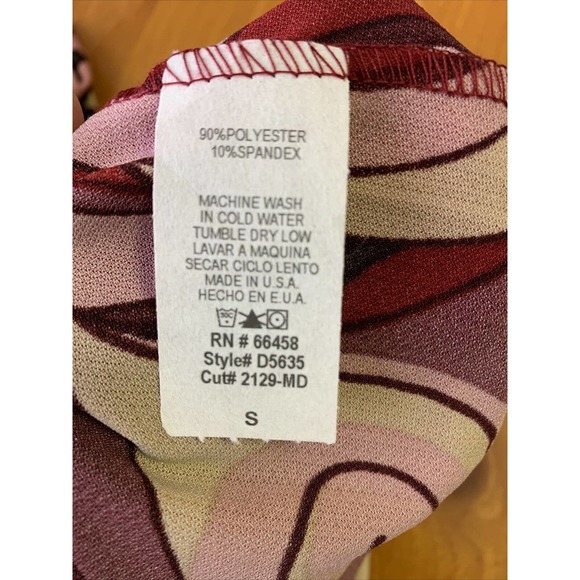 90%POLYESTER
10%SPANDEX
MACHINE WASH
IN COLD WATER
TUMBLE DRY LOW
LAVAR A MAQUINA
SECAR CICLO LENTO
MADE IN U.S.A.
HECHO EN E.U.A.
RN # 66458
Style# D5635
Cut# 2129-MD
S